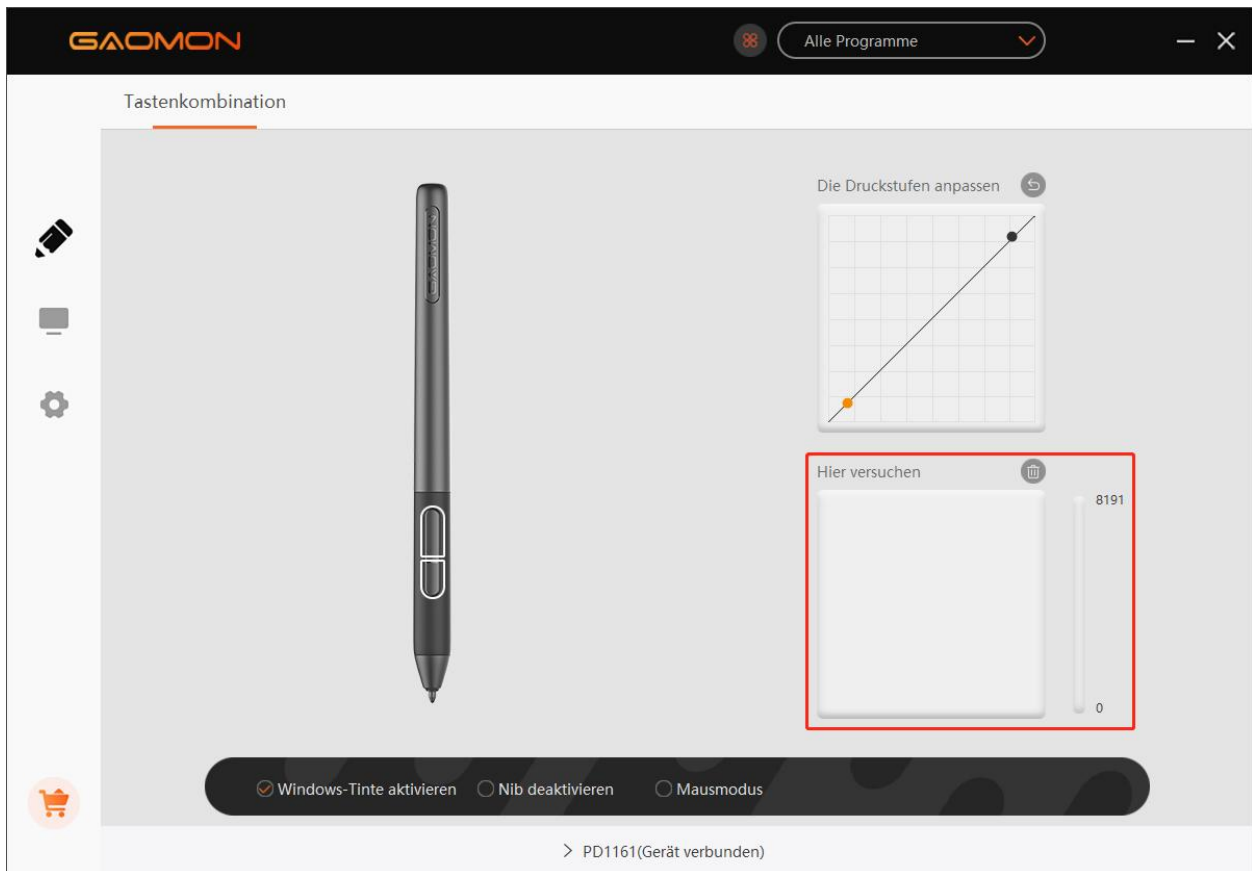 GAOMON
Alle Programme
Tastenkombination
Die Druckstufen anpassen
GAOMON
Hier versuchen
8191
0
Windows-Tinte aktivieren
Nib deaktivieren
Mausmodus
PD1161(Gerät verbunden)